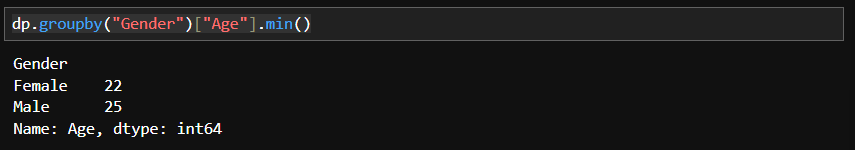 dp.groupby("Gender")["Age"].min()
Gender
Female    22
Male      25
Name: Age, dtype: int64